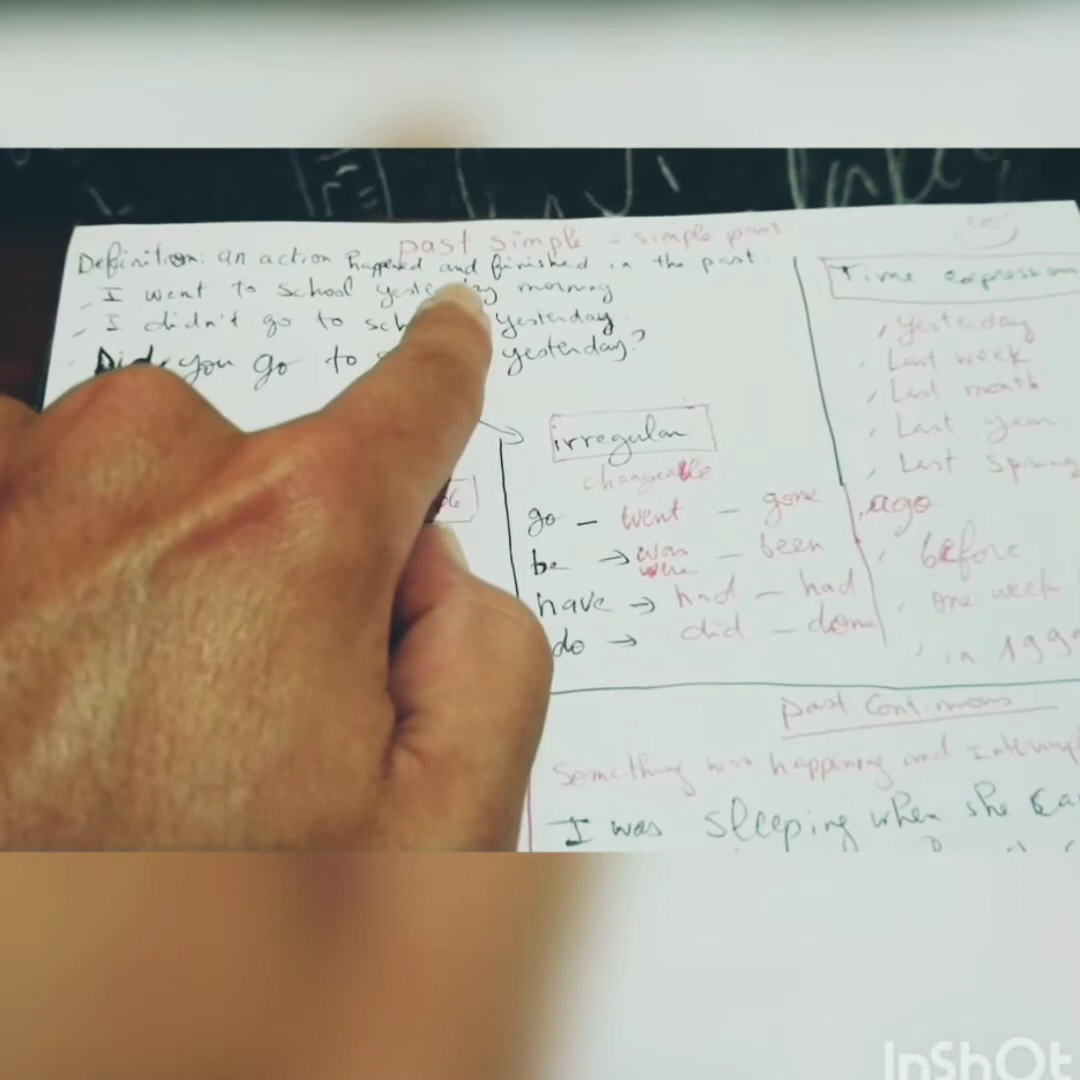 past simple - simple past
Definition: an action happened and finished in the past.
- I went to school morning
- I didn't go to yesterday
- Did you go to yesterday?
irregular
changeable
go - went - gone
be → was
were - been
have → had - had
do → did - done
Time expression
, yesterday
, Last week
, Last month
, Last year
, Last spring
, ago
, before
, one week
, in 199
past continuous
Something was happening and
I was sleeping when she
InShOt